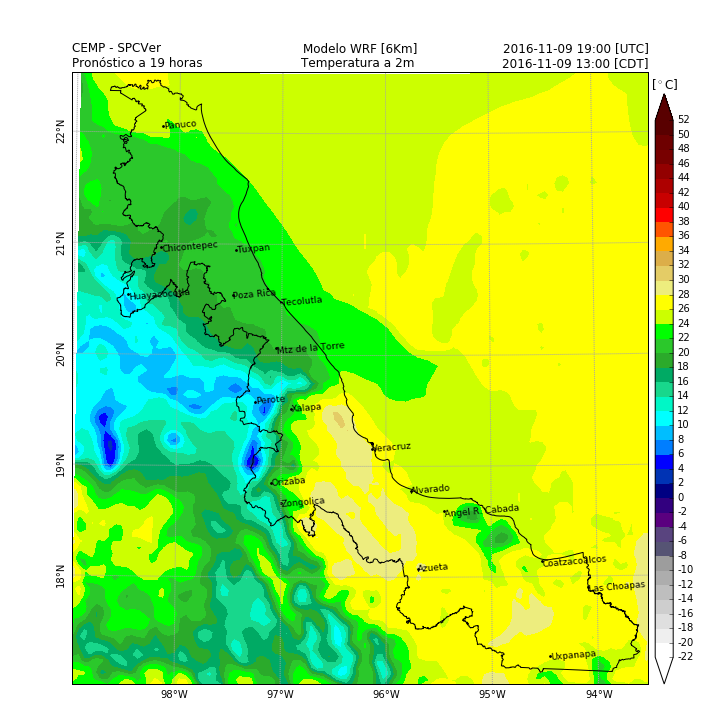 CEMP - SPCVer Modelo WRF [6Km] 2016-11-09 19:00 [UTC]
Pronóstico a 19 horas Temperatura a 2m 2016-11-09 13:00 [CDT]
[°C]
52
50
48
46
44
42
40
38
36
34
32
30
28
26
24
22
20
18
16
14
12
10
8
6
4
2
0
-2
-4
-6
-8
-10
-12
-14
-16
-18
-20
-22
22°N
21°N
20°N
19°N
18°N
Panuco
Chicontepec
Tuxpan
Huayacocotla
Poza Rica
Tecolutla
Mtz de la Torre
Perote
Xalapa
Veracruz
Orizaba
Alvarado
Zongolica
Angel R. Cabada
Azueta
Coatzacoalcos
Las Choapas
Uxpanapa
98°W 97°W 96°W 95°W 94°W